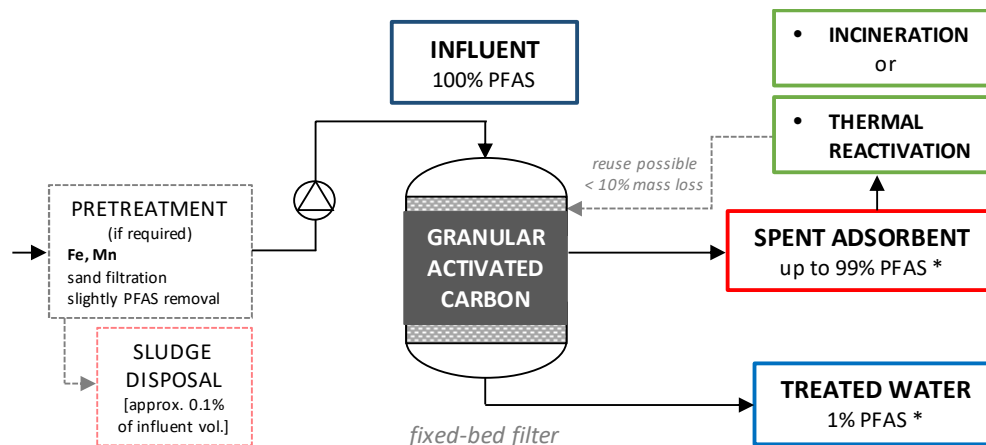 INFLUENT
100% PFAS
• INCINERATION
or
• THERMAL
REACTIVATION
reuse possible
< 10% mass loss
PRETREATMENT
(if required)
Fe, Mn
sand filtration
slightly PFAS removal
GRANULAR
ACTIVATED
CARBON
SPENT ADSORBENT
up to 99% PFAS *
SLUDGE
DISPOSAL
[approx. 0.1%
of influent vol.]
TREATED WATER
1% PFAS *
fixed-bed filter